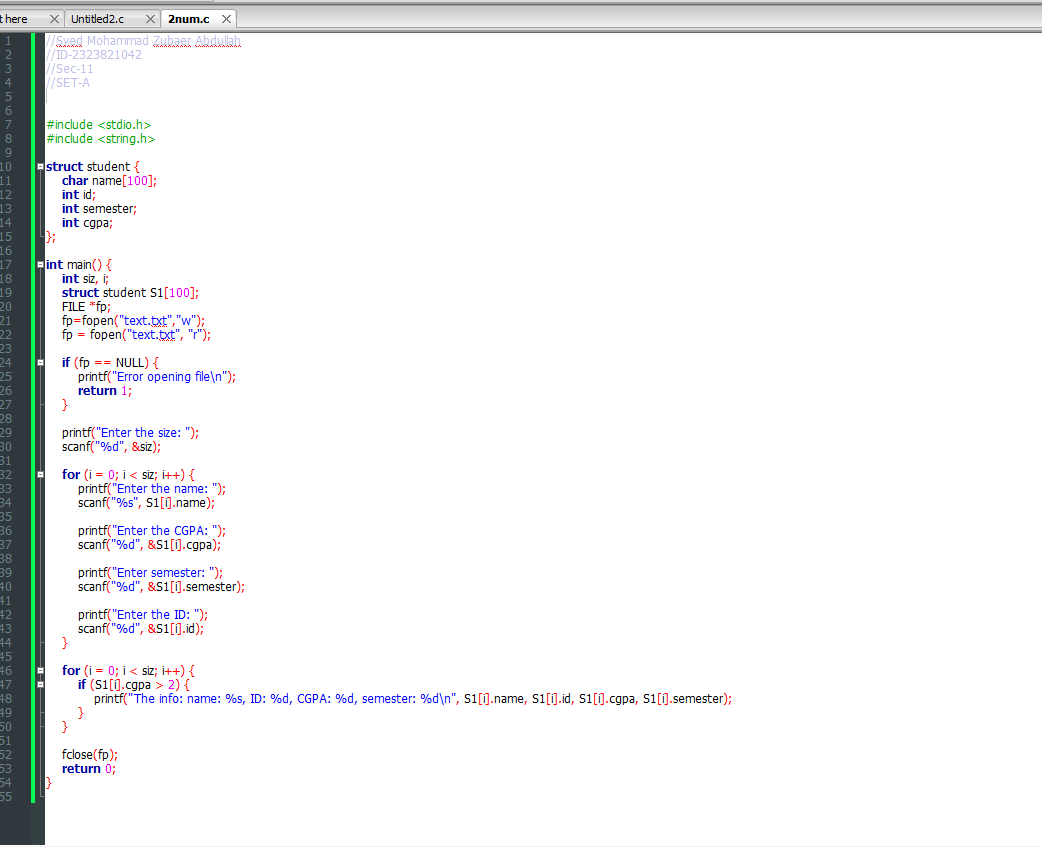 t here Untitled2.c 2num.c
1 //Syed Mohammad Zubaer Abdullah
2 //ID-2323821042
3 //Sec-11
4 //SET-A
5
6
7 #include <stdio.h>
8 #include <string.h>
9
10 struct student {
11 char name[100];
12 int id;
13 int semester;
14 int cgpa;
15 };
16
17 int main() {
18 int siz, i;
19 struct student S1[100];
20 FILE *fp;
21 fp=fopen("text.txt","w");
22 fp = fopen("text.txt", "r");
23
24 if (fp == NULL) {
25 printf("Error opening file\n");
26 return 1;
27 }
28
29 printf("Enter the size: ");
30 scanf("%d", &siz);
31
32 for (i = 0; i < siz; i++) {
33 printf("Enter the name: ");
34 scanf("%s", S1[i].name);
35
36 printf("Enter the CGPA: ");
37 scanf("%d", &S1[i].cgpa);
38
39 printf("Enter semester: ");
40 scanf("%d", &S1[i].semester);
41
42 printf("Enter the ID: ");
43 scanf("%d", &S1[i].id);
44 }
45
46 for (i = 0; i < siz; i++) {
47 if (S1[i].cgpa > 2) {
48 printf("The info: name: %s, ID: %d, CGPA: %d, semester: %d\n", S1[i].name, S1[i].id, S1[i].cgpa, S1[i].semester);
49 }
50 }
51
52 fclose(fp);
53 return 0;
54 }
55